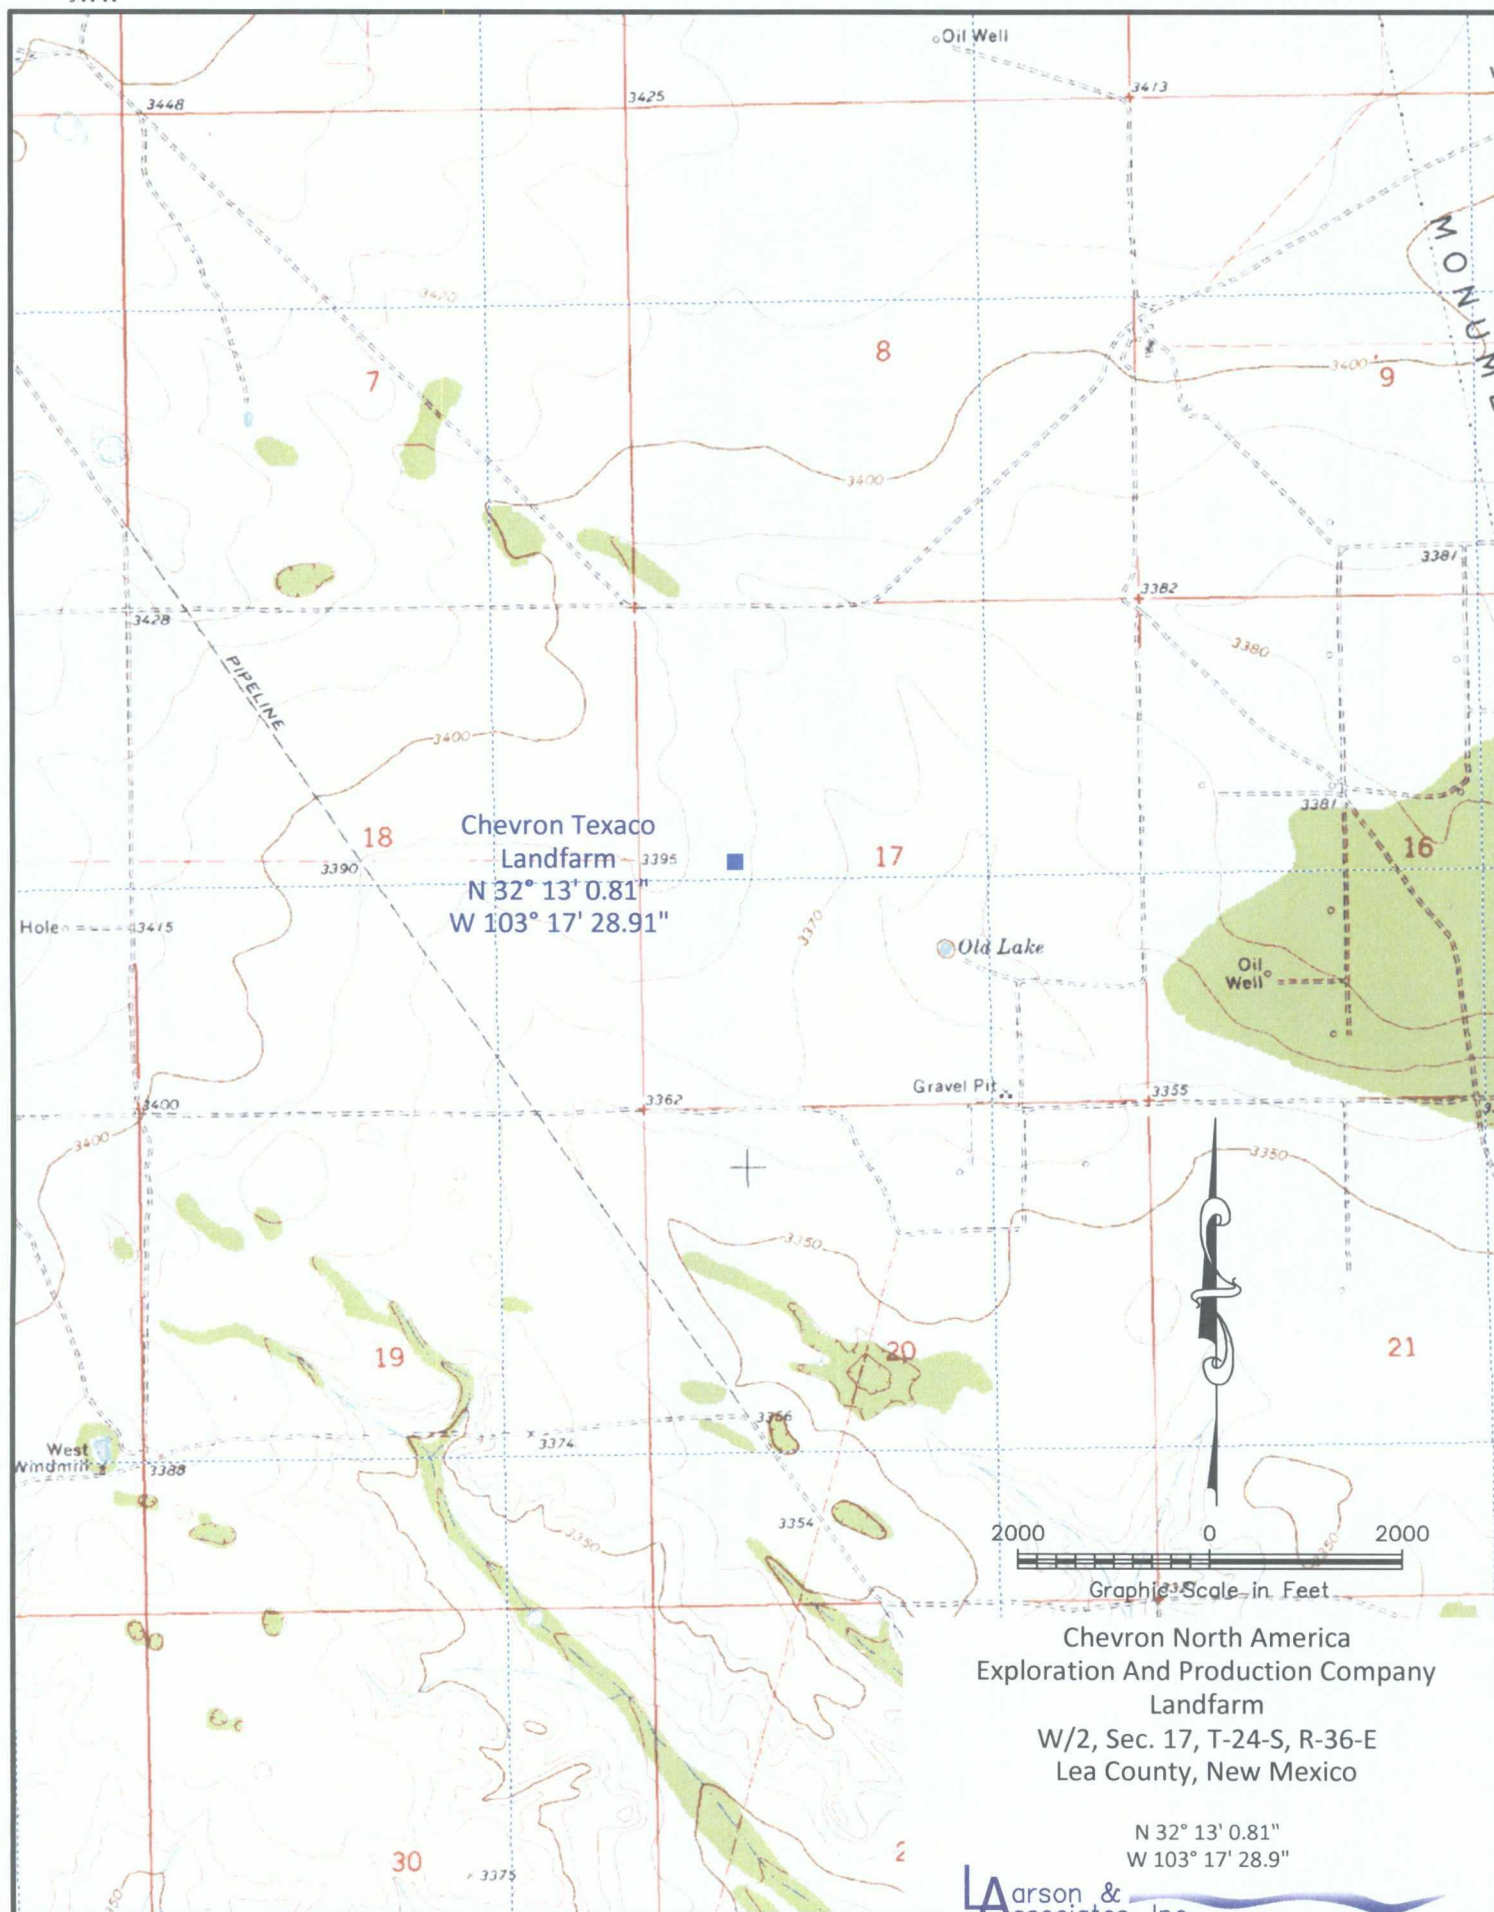 Oil Well
3448
3425
3413
MONUM
3420
8
3400
9
7
3400
3381
3382
3428
3380
PIPELINE
3400
3381
Chevron Texaco
Landfarm
N 32° 13' 0.81"
W 103° 17' 28.91"
18
3395
17
16
3390
Hole
3415
3370
Old Lake
Oil
Well
Gravel Pit
3400
3362
3355
3400
3350
3350
19
20
21
3356
West
Windmill
3388
3374
3354
3350
3350
2000 0 2000
Graphic Scale in Feet
Chevron North America
Exploration And Production Company
Landfarm
W/2, Sec. 17, T-24-S, R-36-E
Lea County, New Mexico
N 32° 13' 0.81"
W 103° 17' 28.9"
30
3375
Larson &